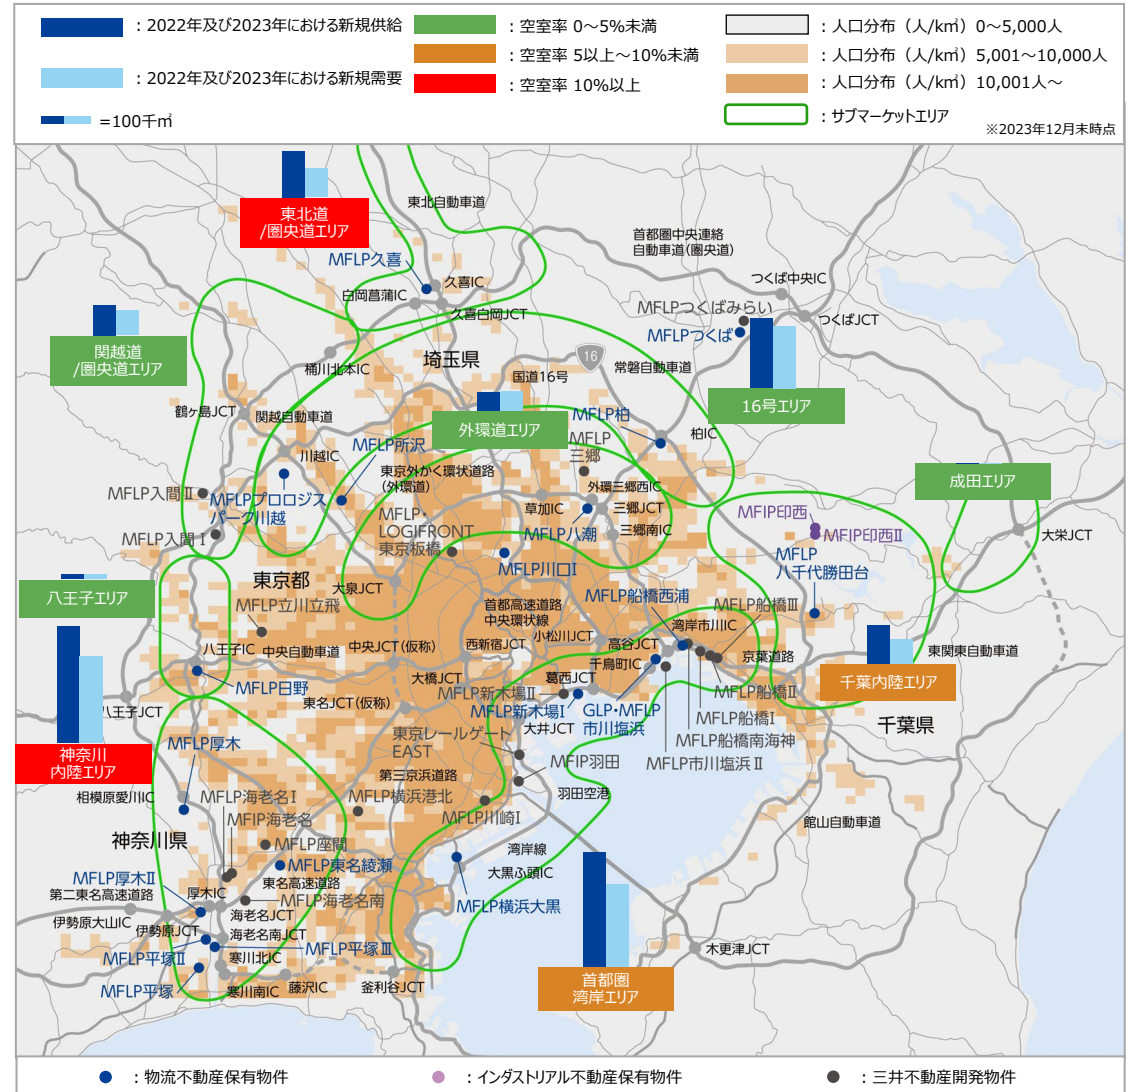 : 2022年及び2023年における新規供給
: 空室率 0～5%未満
: 人口分布（人/k㎡）0～5,000人
: 2022年及び2023年における新規需要
: 空室率 5以上～10%未満
: 人口分布（人/k㎡）5,001～10,000人
: 空室率 10%以上
: 人口分布（人/k㎡）10,001人～
=100千㎡
: サブマーケットエリア
※2023年12月末時点
東北道
/圏央道エリア
東北自動車道
首都圏中央連絡
自動車道(圏央道)
MFLP久喜
久喜IC
つくば中央IC
白岡菖蒲IC
久喜白岡JCT
MFLPつくばみらい
つくばJCT
MFLPつくば
関越道
/圏央道エリア
埼玉県
16
国道16号
常磐自動車道
桶川北本IC
16号エリア
鶴ヶ島JCT
関越自動車道
外環道エリア
MFLP柏
柏IC
MFLP
三郷
川越IC
MFLP所沢
東京外かく環状道路
(外環道)
外環三郷西IC
成田エリア
MFLP入間Ⅱ
MFLPプロロジス
パーク川越
MFLP・
LOGIFRONT
東京板橋
草加IC
三郷JCT
三郷南IC
MFLP八潮
MFIP印西
MFIP印西Ⅱ
大栄JCT
MFLP入間Ⅰ
MFLP
八千代勝田台
MFLP川口Ⅰ
八王子エリア
東京都
大泉JCT
MFLP立川立飛
首都高速道路
中央環状線
MFLP船橋西浦
MFLP船橋Ⅲ
湾岸市川IC
小松川JCT
高谷JCT
八王子IC
中央自動車道
中央JCT(仮称)
西新宿JCT
千鳥町IC
京葉道路
東関東自動車道
MFLP日野
大橋JCT
葛西JCT
MFLP船橋Ⅱ
千葉内陸エリア
MFLP新木場Ⅱ
八王子JCT
東名JCT(仮称)
MFLP新木場Ⅰ
GLP・MFLP
市川塩浜
MFLP船橋Ⅰ
千葉県
大井JCT
MFLP船橋南海神
東京レールゲート
EAST
MFLP市川塩浜Ⅱ
神奈川
内陸エリア
MFLP厚木
第三京浜道路
MFIP羽田
羽田空港
相模原愛川IC
MFLP海老名Ⅰ
MFLP横浜港北
MFIP海老名
MFLP川崎Ⅰ
館山自動車道
神奈川県
MFLP座間
湾岸線
MFLP東名綾瀬
大黒ふ頭IC
MFLP厚木Ⅱ
東名高速道路
第二東名高速道路
厚木IC
MFLP海老名南
MFLP横浜大黒
伊勢原大山IC
海老名JCT
伊勢原JCT
海老名南JCT
MFLP平塚Ⅲ
木更津JCT
MFLP平塚Ⅱ
寒川北IC
首都圏
湾岸エリア
MFLP平塚
寒川南IC
藤沢IC
釜利谷JCT
: 物流不動産保有物件
: インダストリアル不動産保有物件
: 三井不動産開発物件